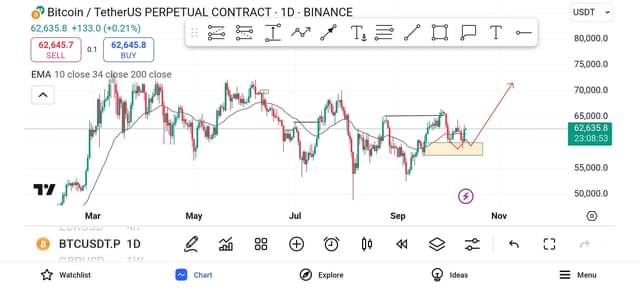 Bitcoin / TetherUS PERPETUAL CONTRACT · 1D · BINANCE
62,635.8 +133.0 (+0.21%)
USDT
62,645.7
SELL
0.1
62,645.8
BUY
EMA 10 close 34 close 200 close
80,000.0
75,000.0
70,000.0
65,000.0
62,635.8
23:08:53
55,000.0
50,000.0
Mar May Jul Sep Nov
BTCUSDT.P 1D
Watchlist Chart Explore Ideas Menu